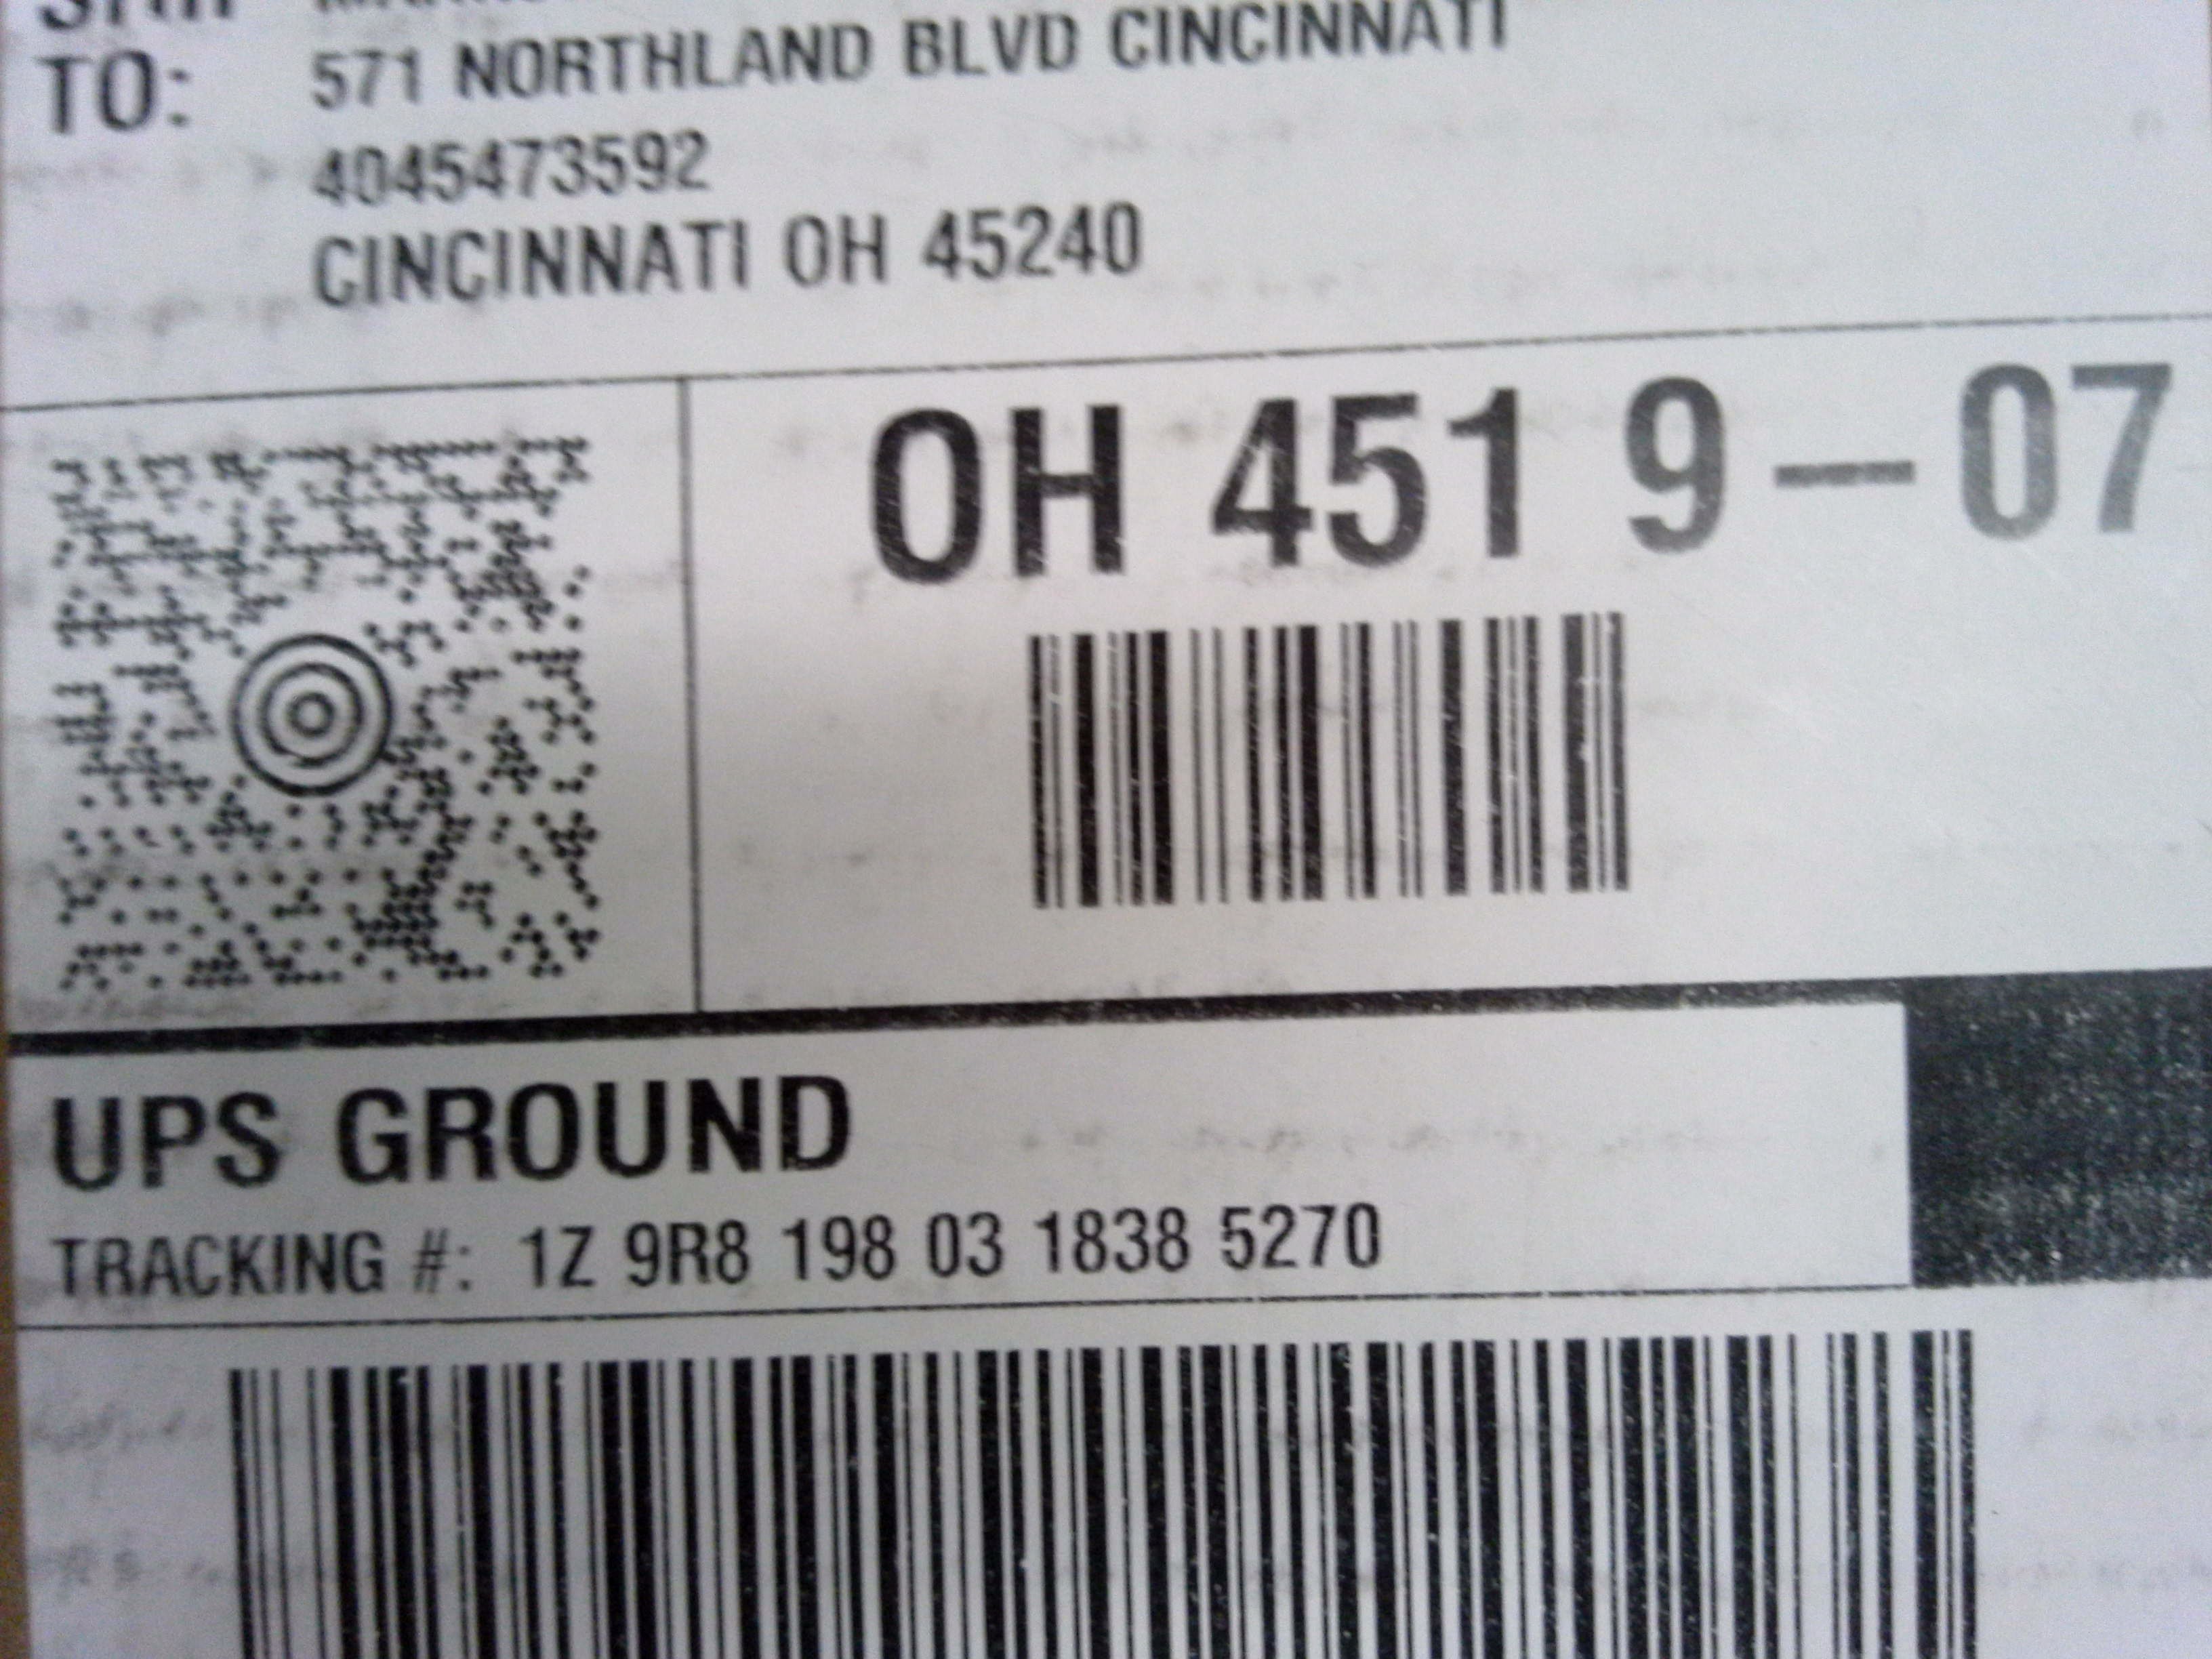 TO:
571 NORTHLAND BLVD CINCINNATI
4045473592
CINCINNATI OH 45240
OH 451 9-07
UPS GROUND
TRACKING #: 1Z 9R8 198 03 1838 5270